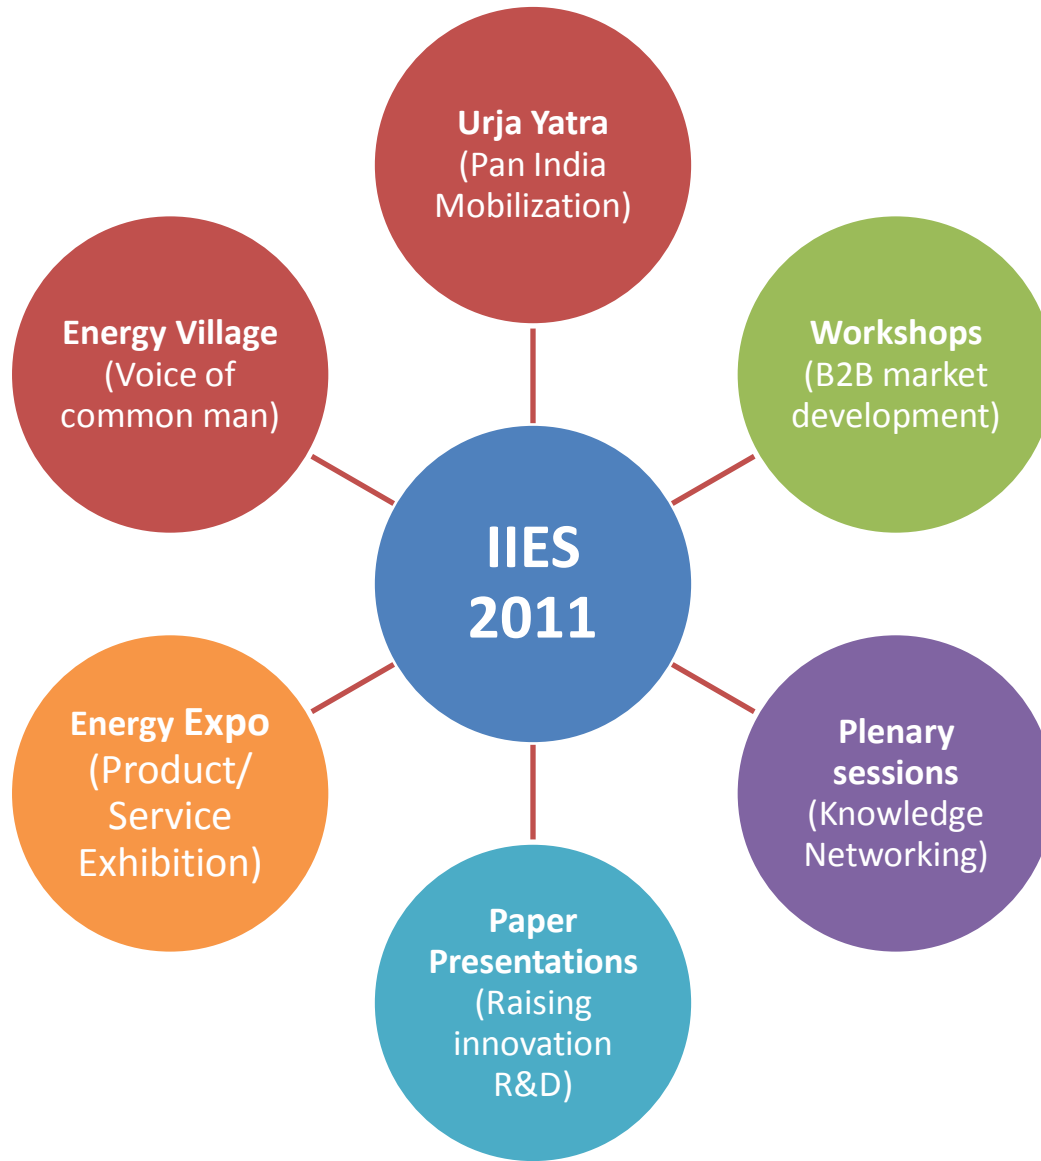 Urja Yatra
(Pan India
Mobilization)
Energy Village
(Voice of
common man)
Workshops
(B2B market
development)
IIES
2011
Energy Expo
(Product/
Service
Exhibition)
Plenary
sessions
(Knowledge
Networking)
Paper
Presentations
(Raising
innovation
R&D)